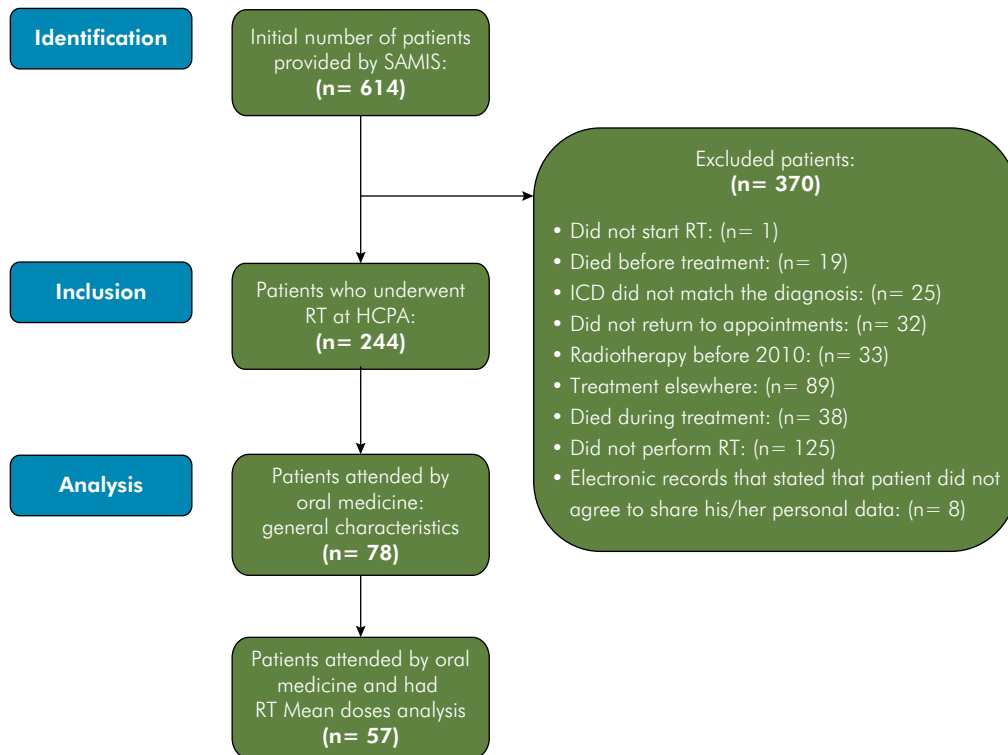 Identification
Initial number of patients
provided by SAMIS:
(n= 614)
Excluded patients:
(n= 370)
• Did not start RT: (n= 1)
• Died before treatment: (n= 19)
• ICD did not match the diagnosis: (n= 25)
• Did not return to appointments: (n= 32)
• Radiotherapy before 2010: (n= 33)
• Treatment elsewhere: (n= 89)
• Died during treatment: (n= 38)
• Did not perform RT: (n= 125)
• Electronic records that stated that patient did not
agree to share his/her personal data: (n= 8)
Inclusion
Patients who underwent
RT at HCPA:
(n= 244)
Analysis
Patients attended by
oral medicine:
general characteristics
(n= 78)
Patients attended by oral
medicine and had
RT Mean doses analysis
(n= 57)